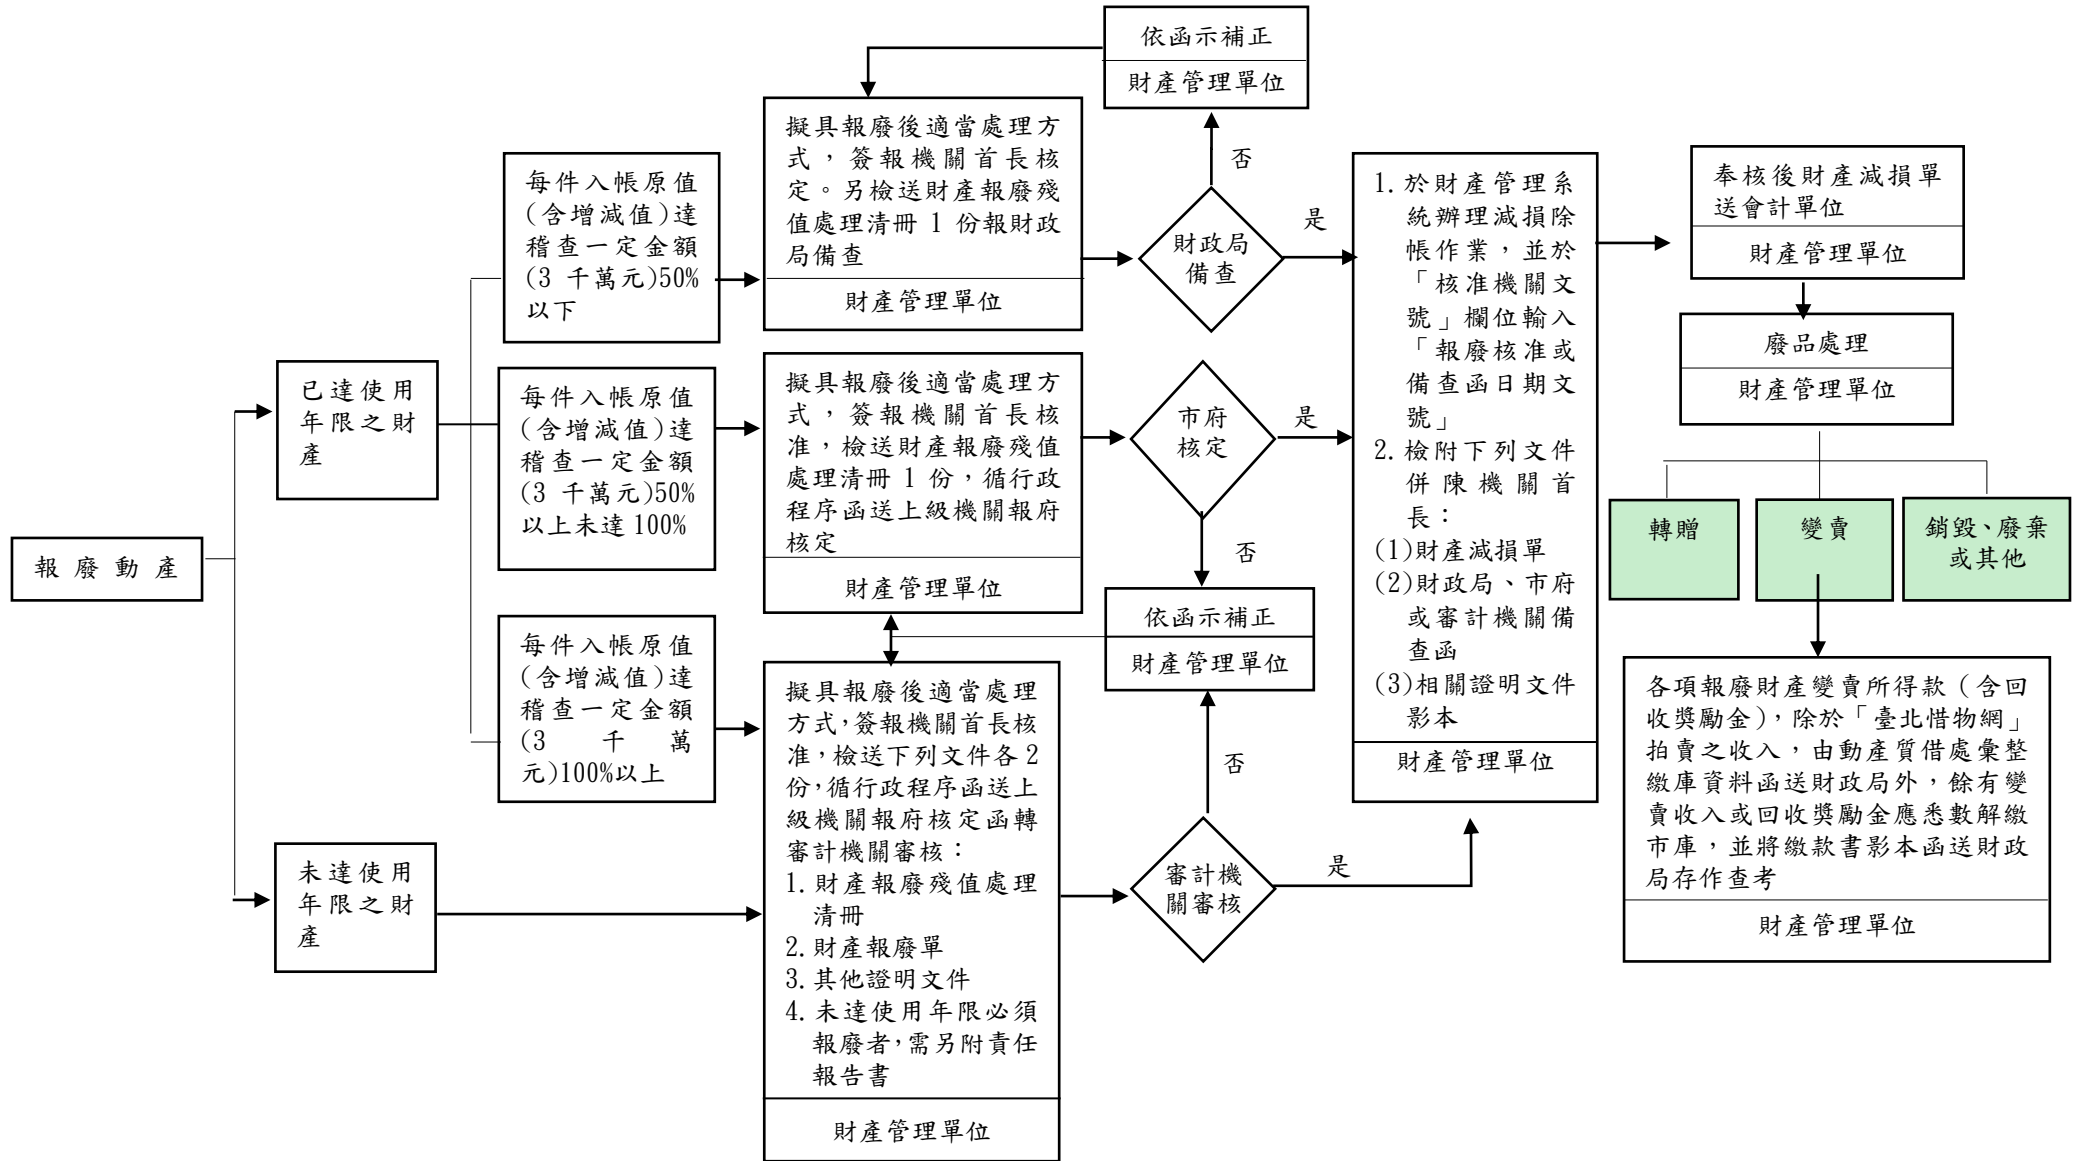 報廢動產
已達使用
年限之財
產
未達使用
年限之財
產
每件入帳原值
(含增減值)達
稽查一定金額
(3 千萬元)50%
以下
每件入帳原值
(含增減值)達
稽查一定金額
(3 千萬元)50%
以上未達 100%
每件入帳原值
(含增減值)達
稽查一定金額
(3 千萬
元)100%以上
擬具報廢後適當處理方
式，簽報機關首長核
定。另檢送財產報廢殘
值處理清冊 1 份報財政
局備查
財產管理單位
擬具報廢後適當處理方
式，簽報機關首長核
准，檢送財產報廢殘值
處理清冊 1 份，循行政
程序函送上級機關報府
核定
財產管理單位
擬具報廢後適當處理
方式，簽報機關首長核
准，檢送下列文件各 2
份，循行政程序函送上
級機關報府核定函轉
審計機關審核：
1. 財產報廢殘值處理
清冊
2. 財產報廢單
3. 其他證明文件
4. 未達使用年限必須
報廢者，需另附責任
報告書
財產管理單位
依函示補正
財產管理單位
否
財政局
備查
是
市府
核定
是
否
依函示補正
財產管理單位
否
審計機
關審核
是
1. 於財產管理系
統辦理減損除
帳作業，並於
「核准機關文
號」欄位輸入
「報廢核准或
備查函日期文
號」
2. 檢附下列文件
併陳機關首
長：
(1)財產減損單
(2)財政局、市府
或審計機關備
查函
(3)相關證明文件
影本
財產管理單位
奉核後財產減損單
送會計單位
財產管理單位
廢品處理
財產管理單位
轉贈
變賣
銷毀、廢棄
或其他
各項報廢財產變賣所得款（含回
收獎勵金），除於「臺北惜物網」
拍賣之收入，由動產質借處彙整
繳庫資料函送財政局外，餘有變
賣收入或回收獎勵金應悉數解繳
市庫，並將繳款書影本函送財政
局存作查考
財產管理單位